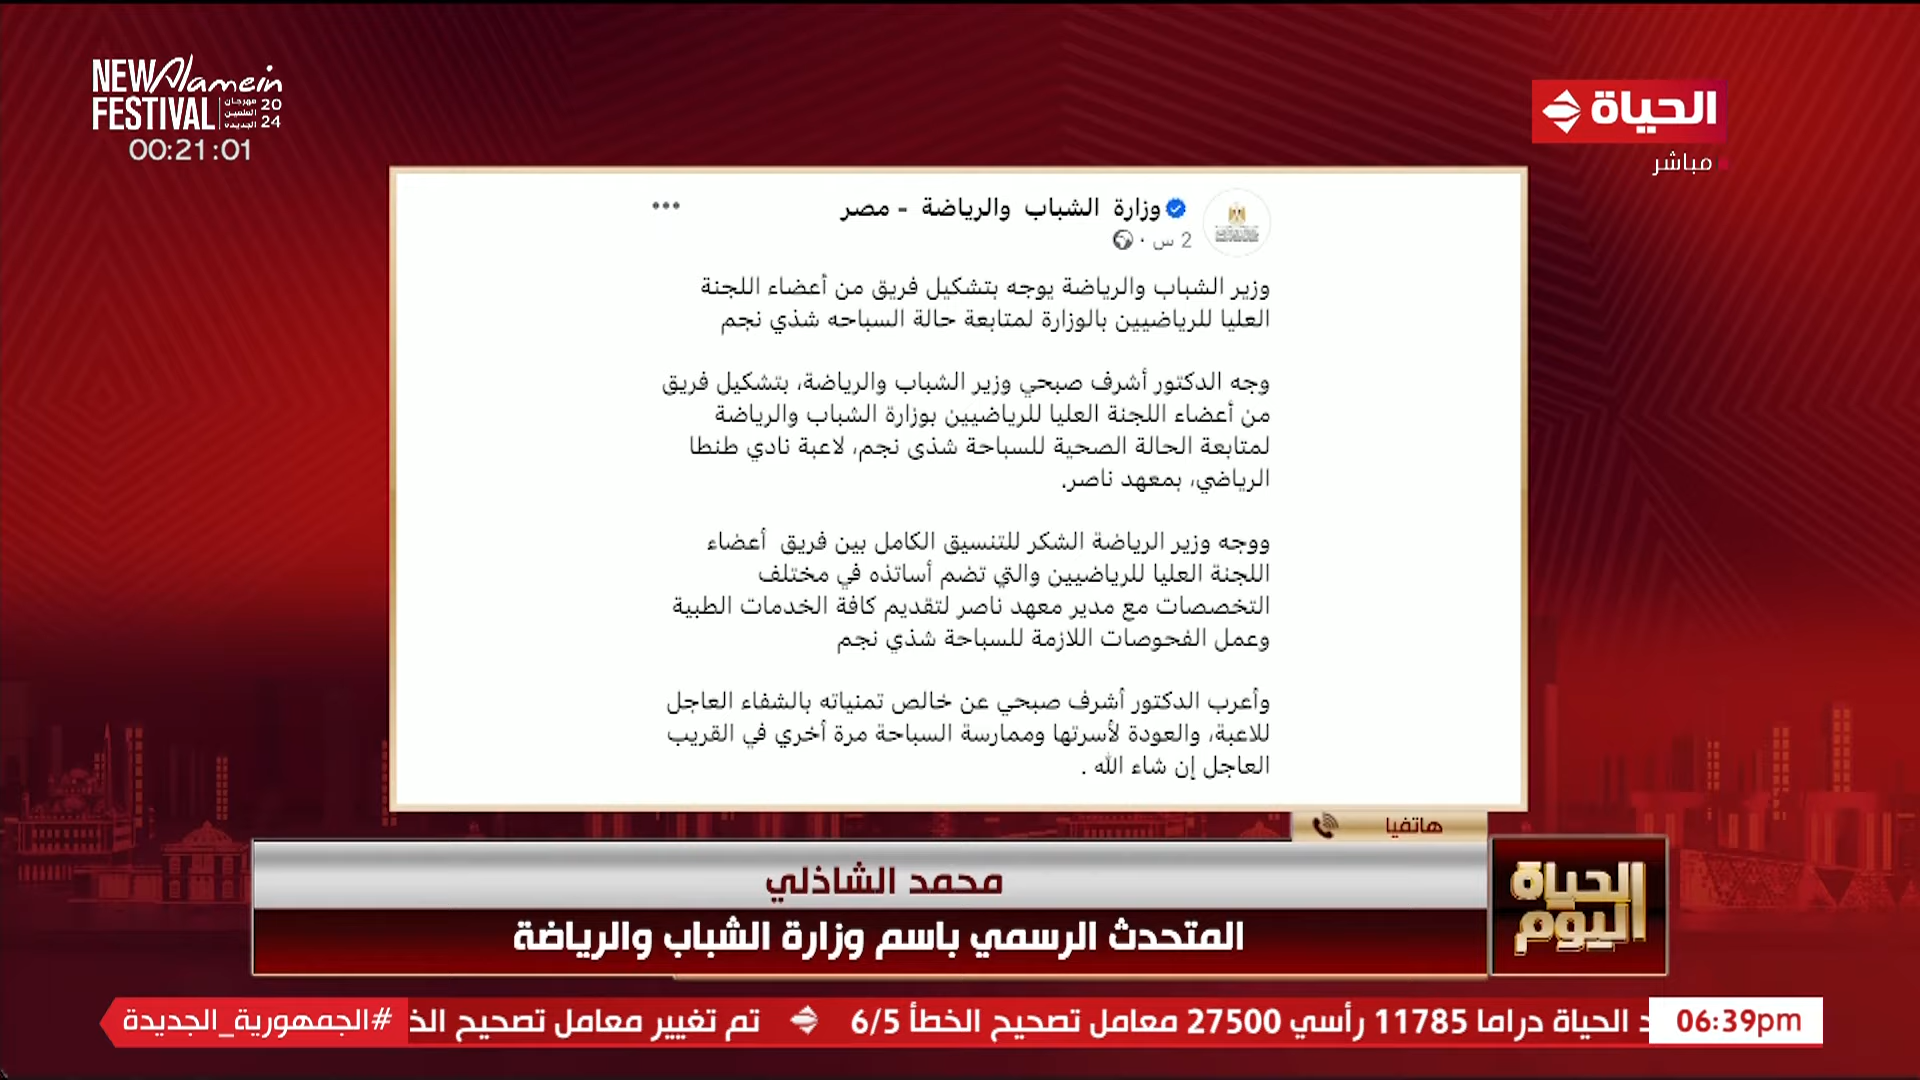 NEW Alamein
FESTIVAL
مهرجان
العلمين
الجديدة
2024
00:21:01
الحياة
مباشر
وزارة الشباب والرياضة - مصر
2 س
وزير الشباب والرياضة يوجه بتشكيل فريق من أعضاء اللجنة
العليا للرياضيين بالوزارة لمتابعة حالة السباحه شذي نجم
وجه الدكتور أشرف صبحي وزير الشباب والرياضة، بتشكيل فريق
من أعضاء اللجنة العليا للرياضيين بوزارة الشباب والرياضة
لمتابعة الحالة الصحية للسباحة شذى نجم، لاعبة نادي طنطا
الرياضي، بمعهد ناصر.
ووجه وزير الرياضة الشكر للتنسيق الكامل بين فريق أعضاء
اللجنة العليا للرياضيين والتي تضم أساتذه في مختلف
التخصصات مع مدير معهد ناصر لتقديم كافة الخدمات الطبية
وعمل الفحوصات اللازمة للسباحة شذي نجم
وأعرب الدكتور أشرف صبحي عن خالص تمنياته بالشفاء العاجل
للاعبة، والعودة لأسرتها وممارسة السباحة مرة أخري في القريب
العاجل إن شاء الله .
هاتفيا
محمد الشاذلي
المتحدث الرسمي باسم وزارة الشباب والرياضة
الحياة
اليوم
06:39pm
د الحياة دراما 11785 رأسي 27500 معامل تصحيح الخطأ 6/5
تم تغيير معامل تصحيح الخ
#الجمهورية_الجديدة